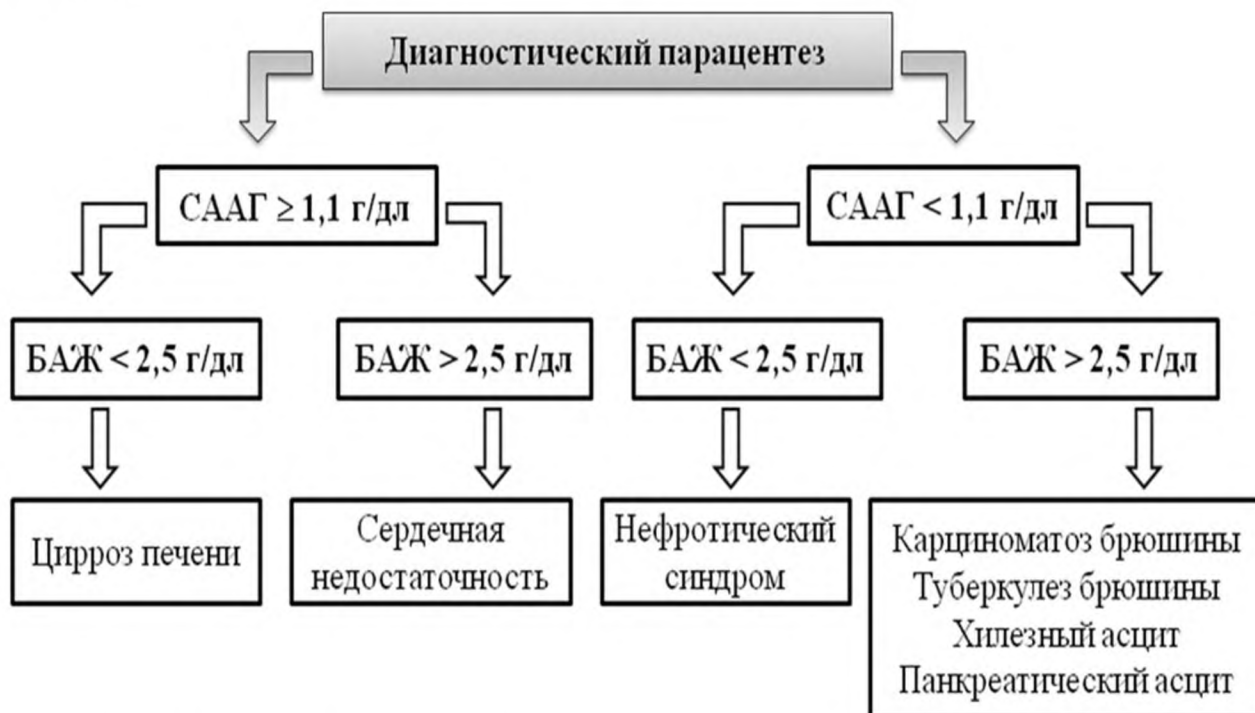 Диагностический парацентез
СААГ ≥ 1,1 г/дл
СААГ < 1,1 г/дл
БАЖ < 2,5 г/дл
БАЖ > 2,5 г/дл
БАЖ < 2,5 г/дл
БАЖ > 2,5 г/дл
Цирроз печени
Сердечная
недостаточность
Нефротический
синдром
Карциноматоз брюшины
Туберкулез брюшины
Хилезный асцит
Панкреатический асцит